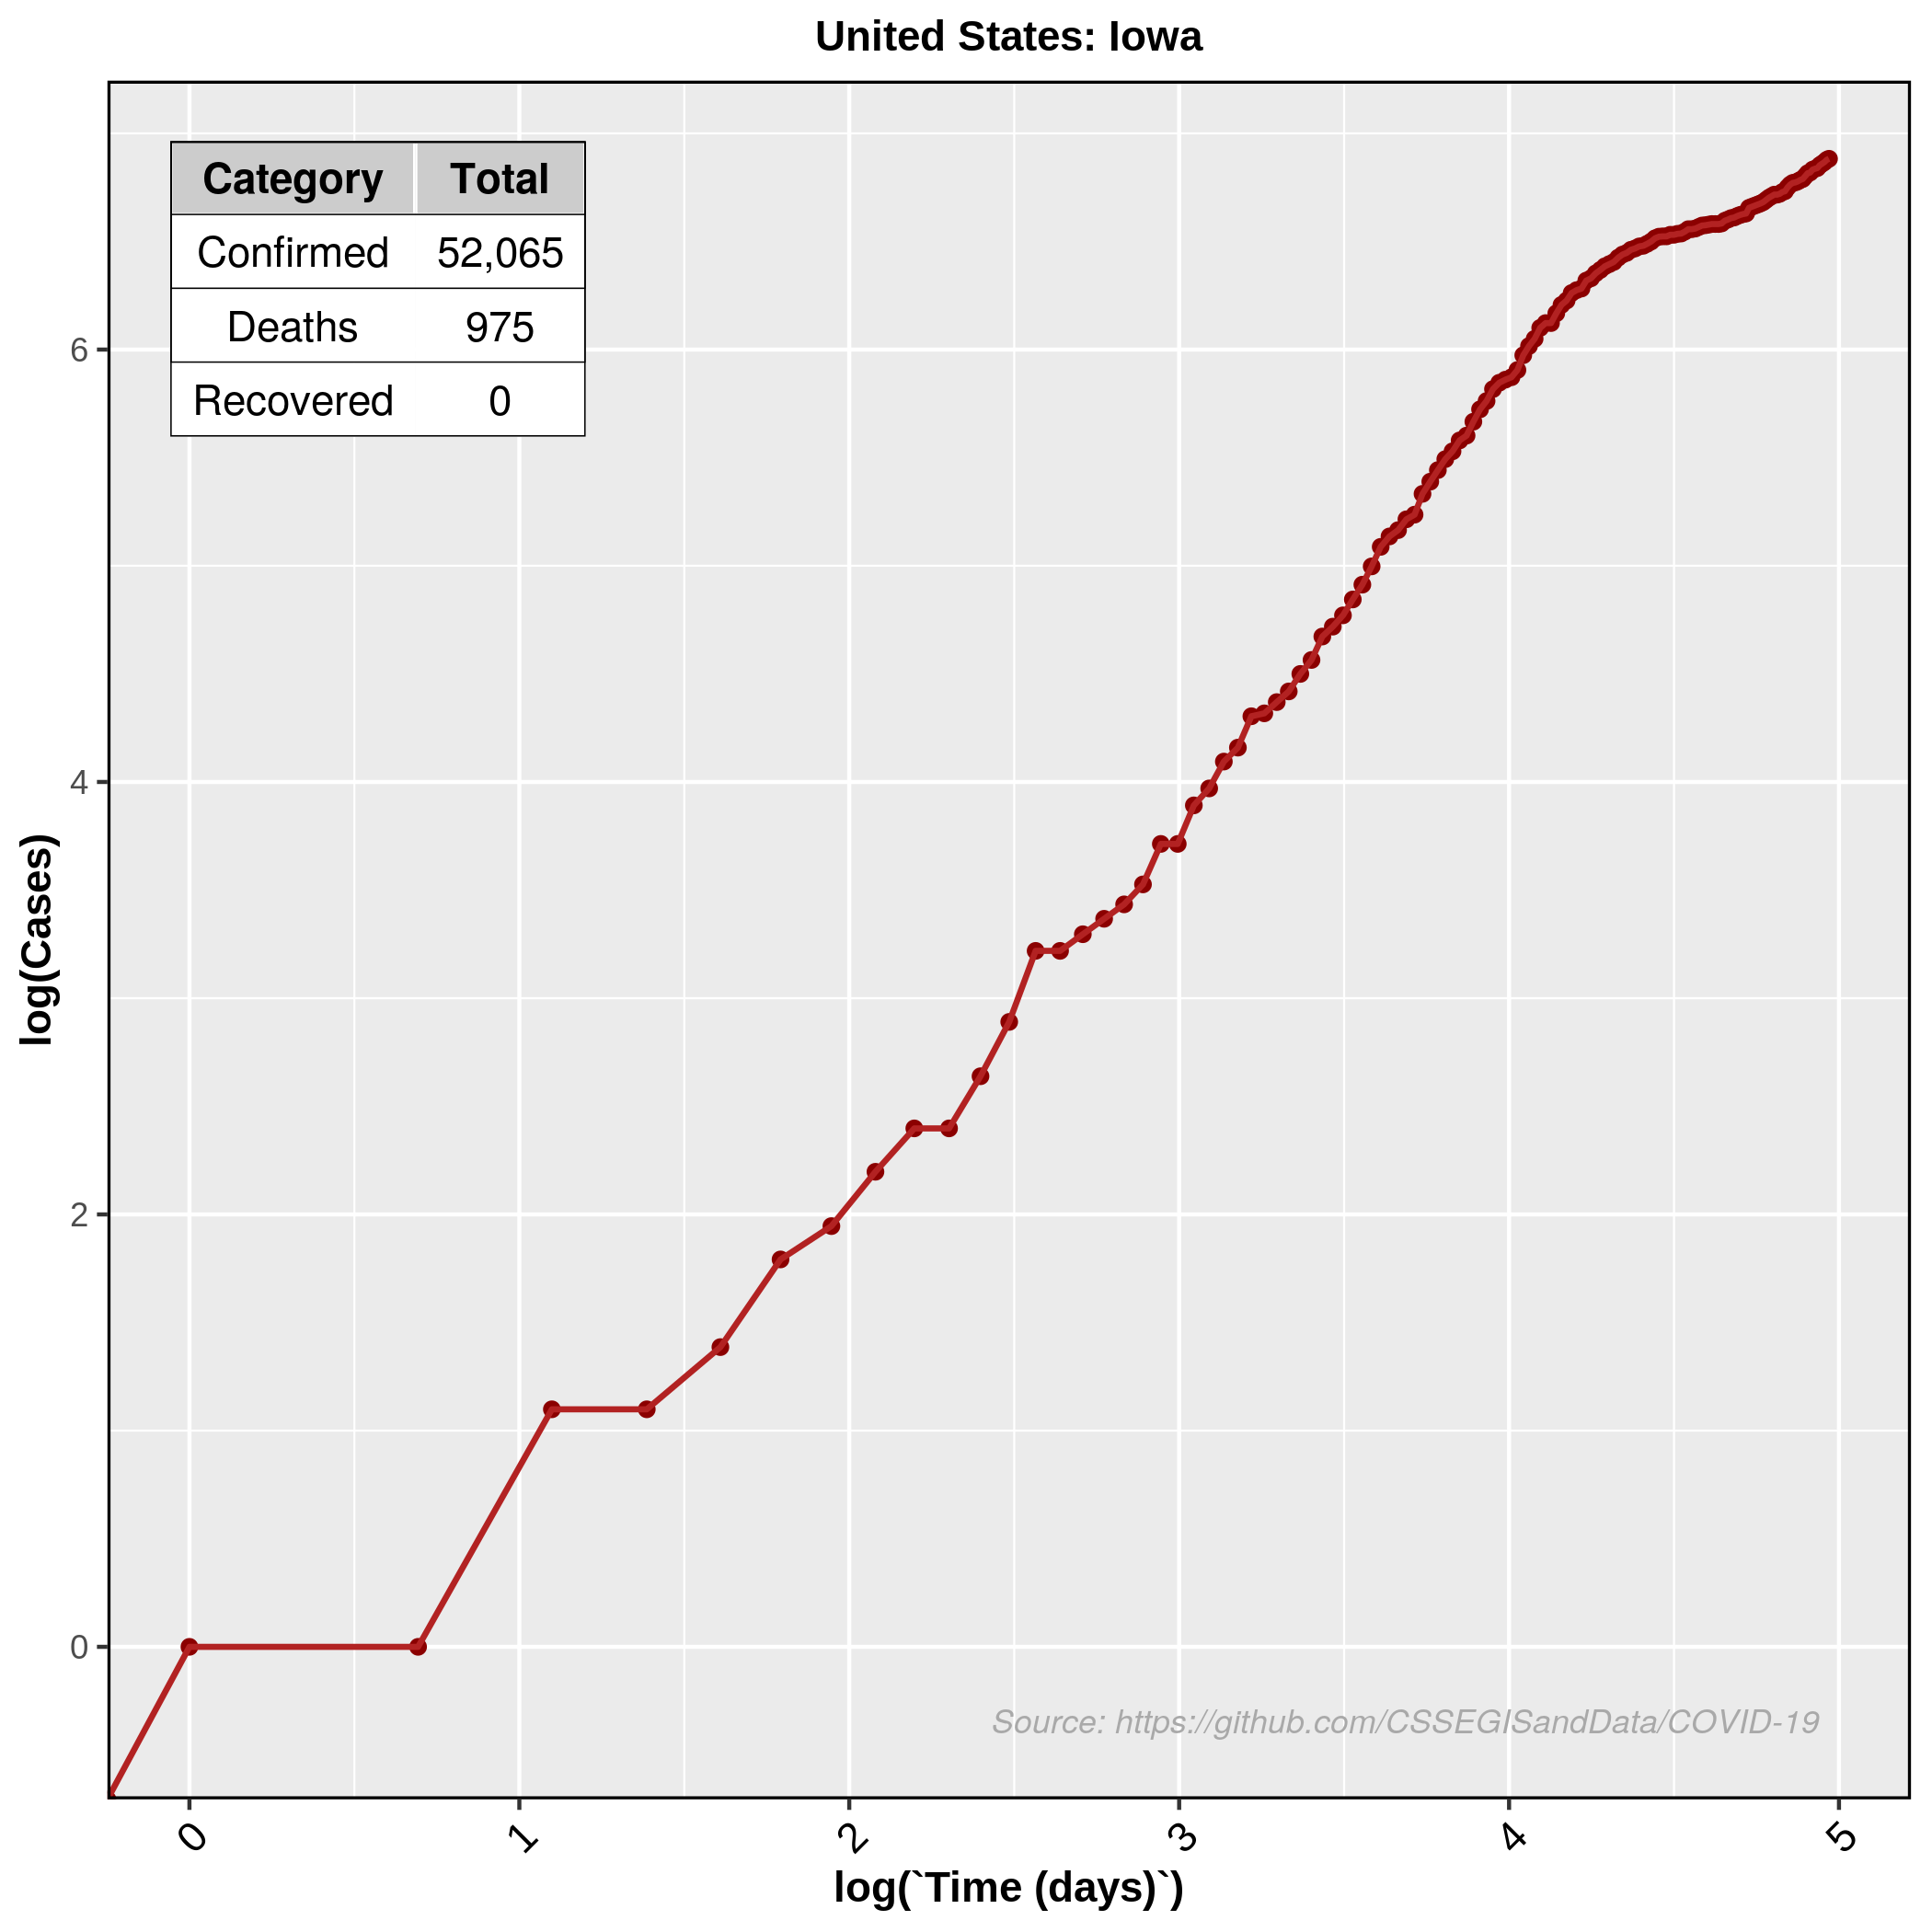 United States: Iowa
Category Total
Confirmed 52,065
Deaths 975
Recovered 0
6
4
2
0
log(Cases)
Source: https://github.com/CSSEGISandData/COVID-19
0 1 2 3 4 5
log(`Time (days)`)